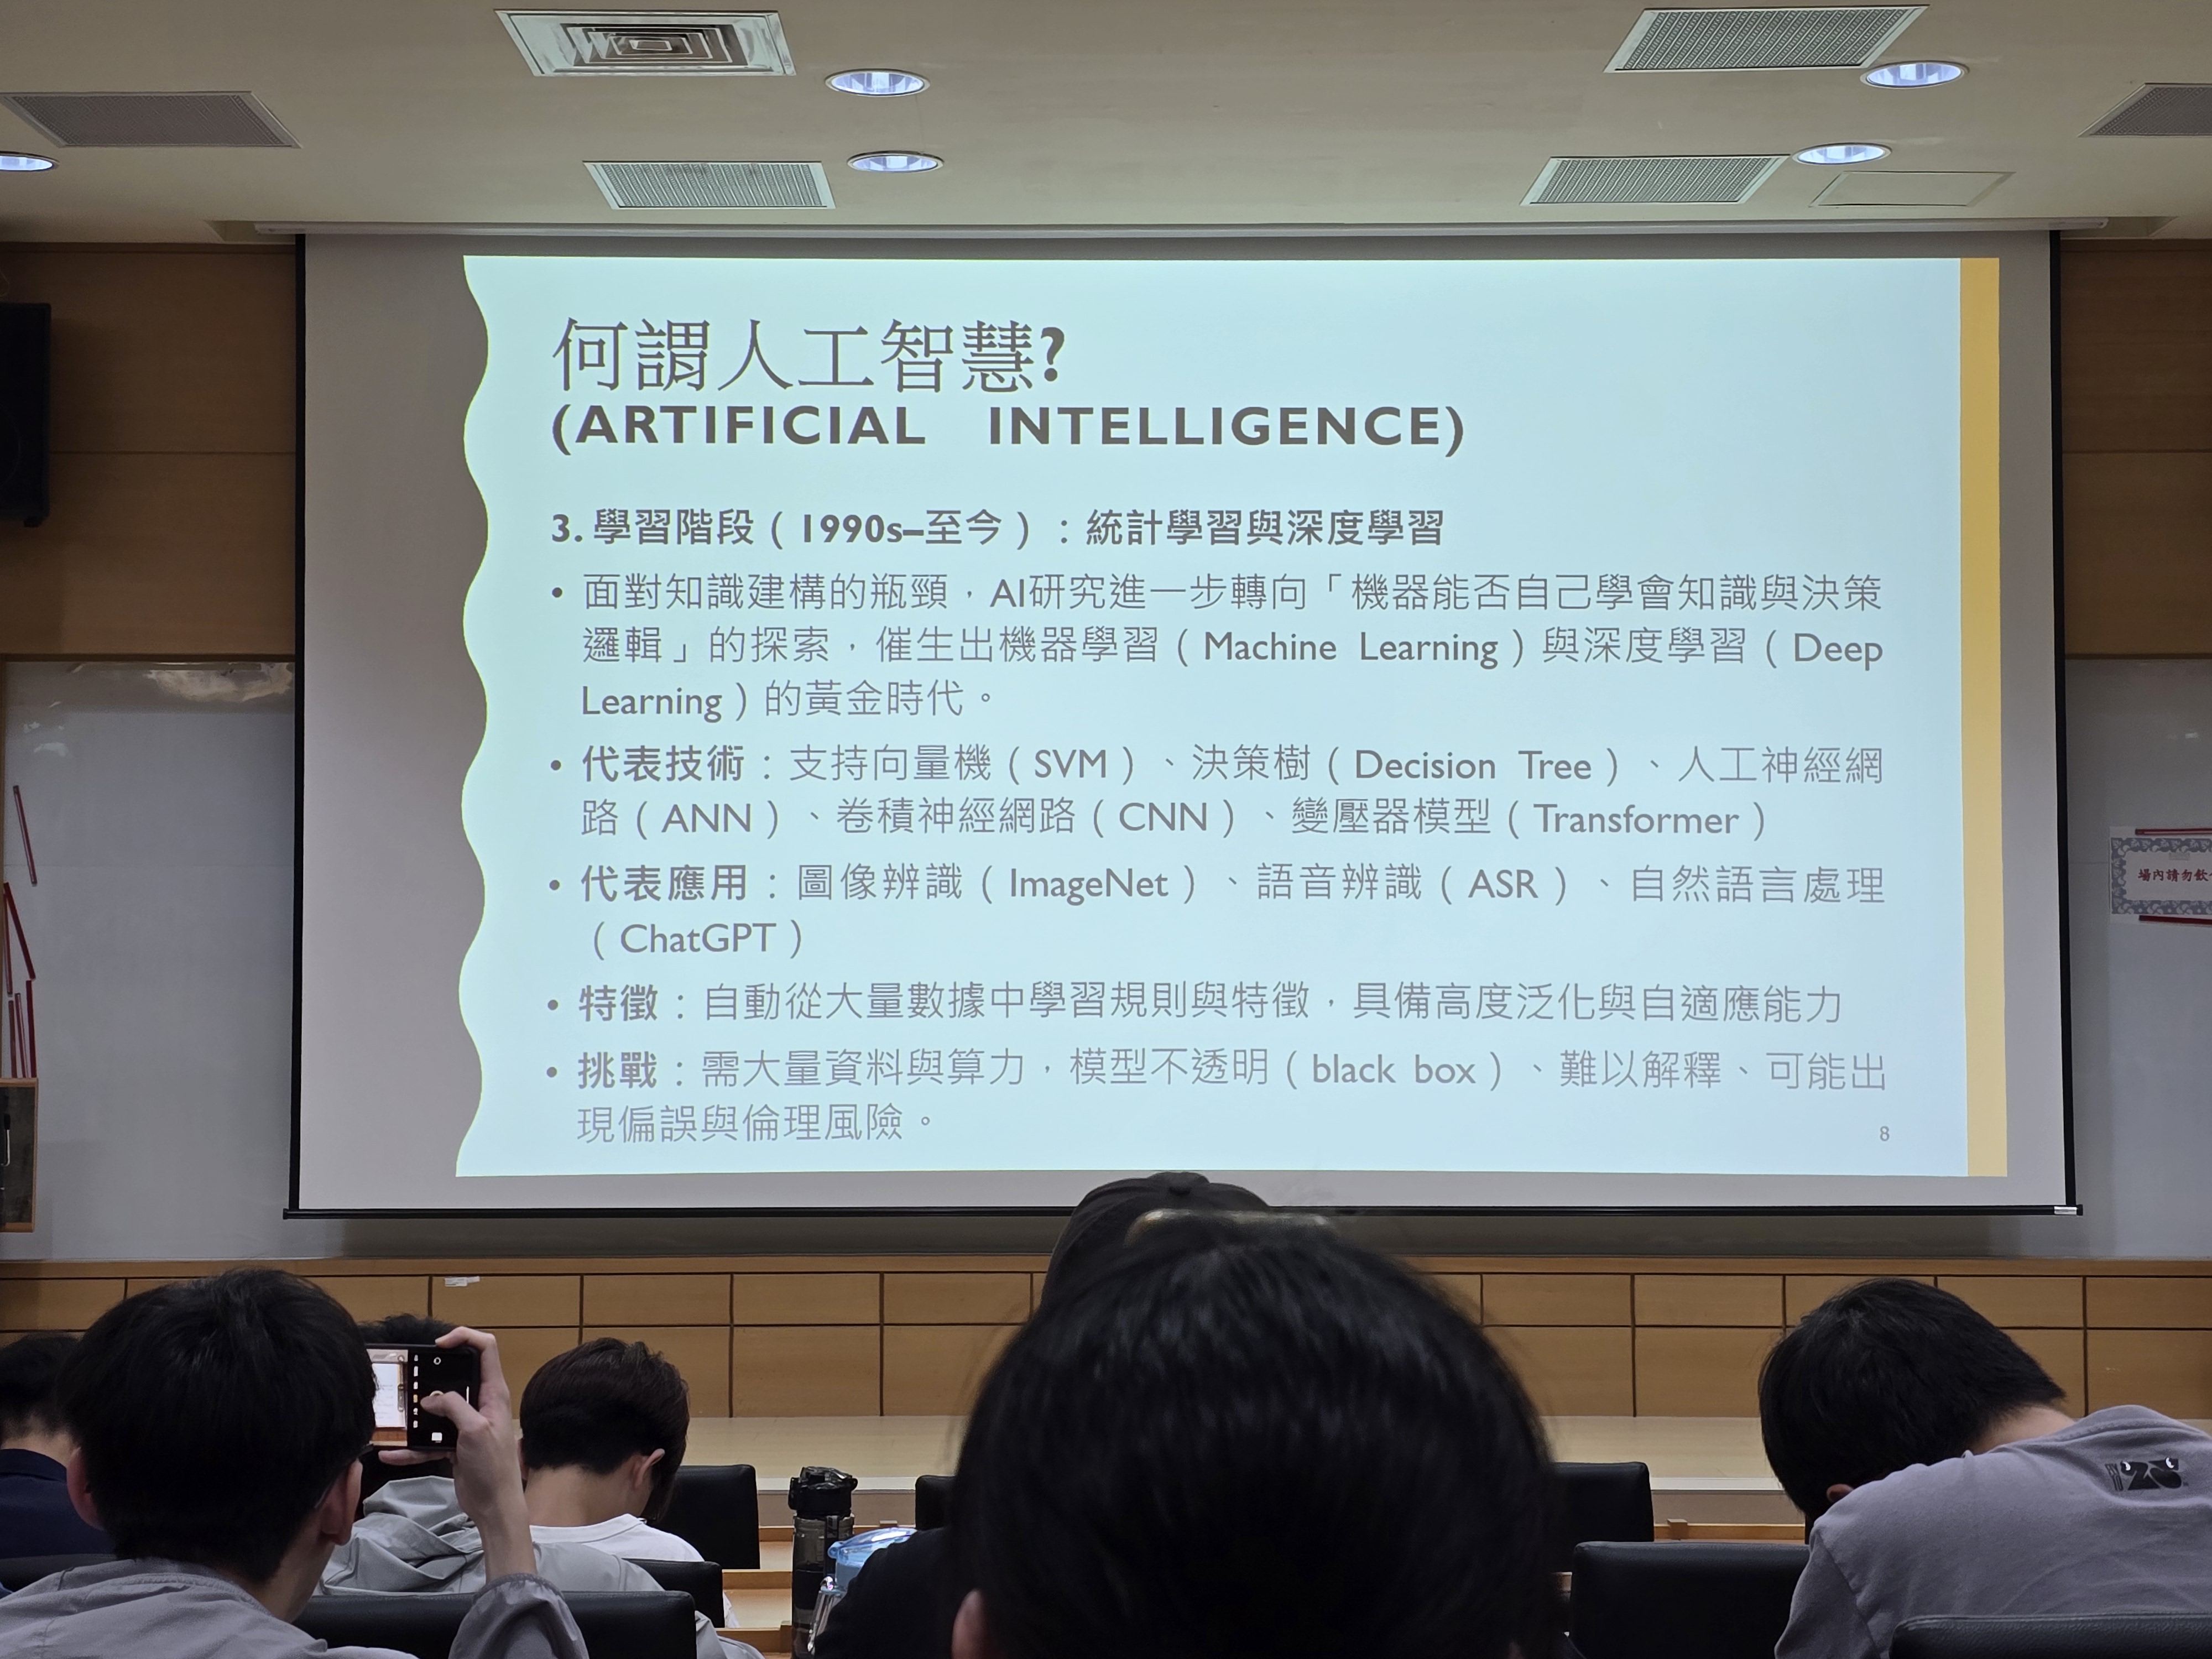 何謂人工智慧?
(ARTIFICIAL INTELLIGENCE)
3. 學習階段（1990s–至今）：統計學習與深度學習
• 面對知識建構的瓶頸，AI研究進一步轉向「機器能否自己學會知識與決策
邏輯」的探索，催生出機器學習（Machine Learning）與深度學習（Deep
Learning）的黃金時代。
• 代表技術：支持向量機（SVM）、決策樹（Decision Tree）、人工神經網
路（ANN）、卷積神經網路（CNN）、變壓器模型（Transformer）
• 代表應用：圖像辨識（ImageNet）、語音辨識（ASR）、自然語言處理
（ChatGPT）
• 特徵：自動從大量數據中學習規則與特徵，具備高度泛化與自適應能力
• 挑戰：需大量資料與算力，模型不透明（black box）、難以解釋、可能出
現偏誤與倫理風險。
8
場內請勿飲